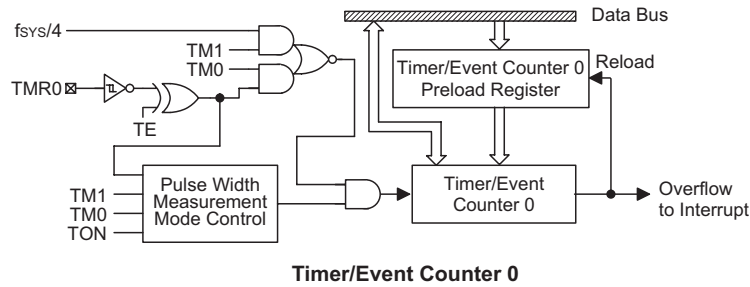 fSYS/4
TM1
TM0
TMR0
TE
Data Bus
Timer/Event Counter 0
Preload Register
Reload
TM1
TM0
TON
Pulse Width
Measurement
Mode Control
Timer/Event
Counter 0
Overflow
to Interrupt
Timer/Event Counter 0